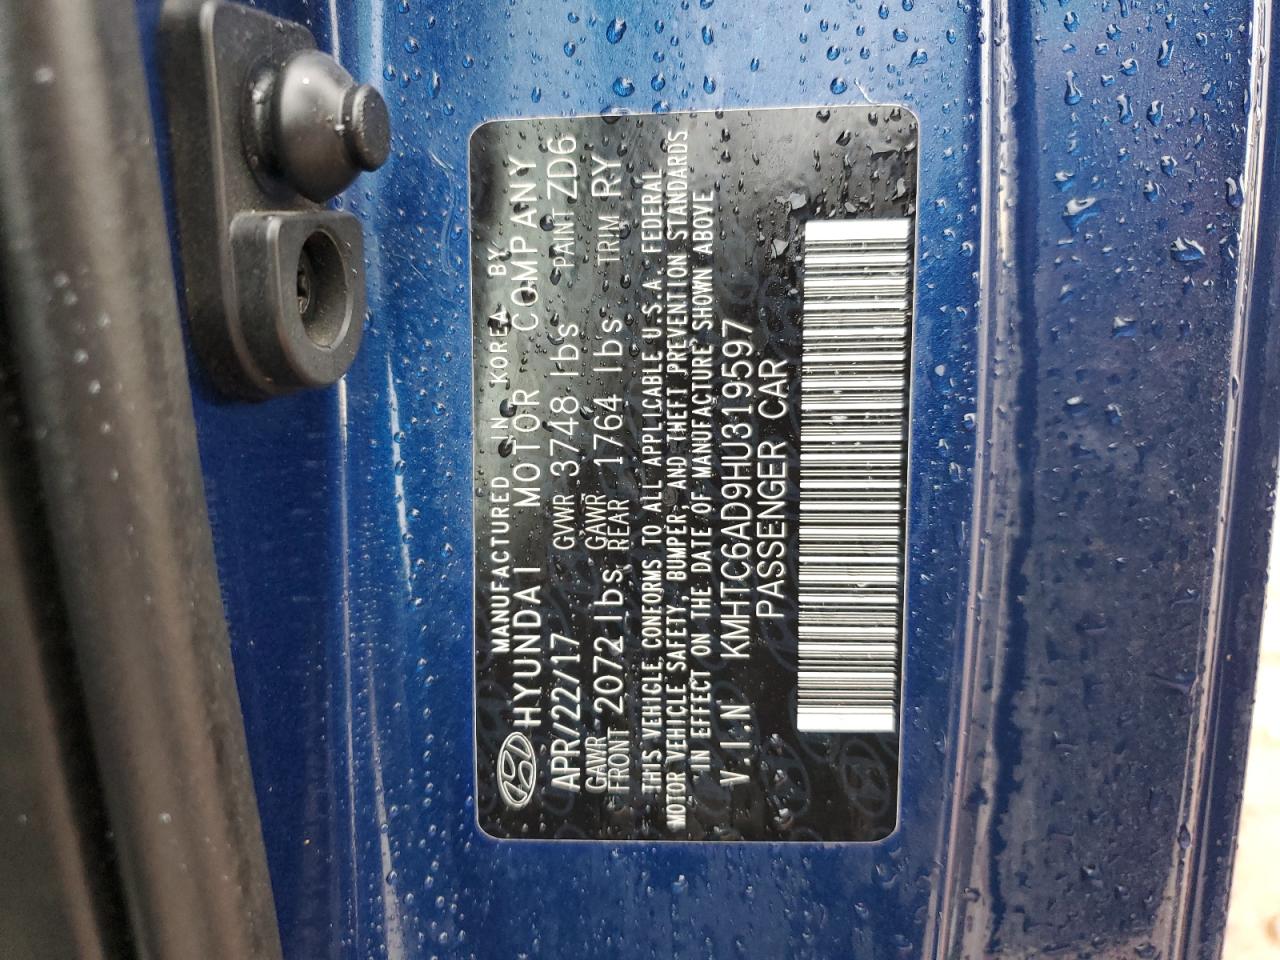 MANUFACTURED IN KOREA BY
HYUNDAI MOTOR COMPANY
APR/22/17 GVWR 3748 lbs PAINT ZD6
GAWR FRONT 2072 lbs GAWR REAR 1764 lbs TRIM RY
THIS VEHICLE CONFORMS TO ALL APPLICABLE U.S.A FEDERAL
MOTOR VEHICLE SAFETY, BUMPER, AND THEFT PREVENTION STANDARDS
IN EFFECT ON THE DATE OF MANUFACTURE SHOWN ABOVE
V.I.N KMHTC6AD9HU319597
PASSENGER CAR